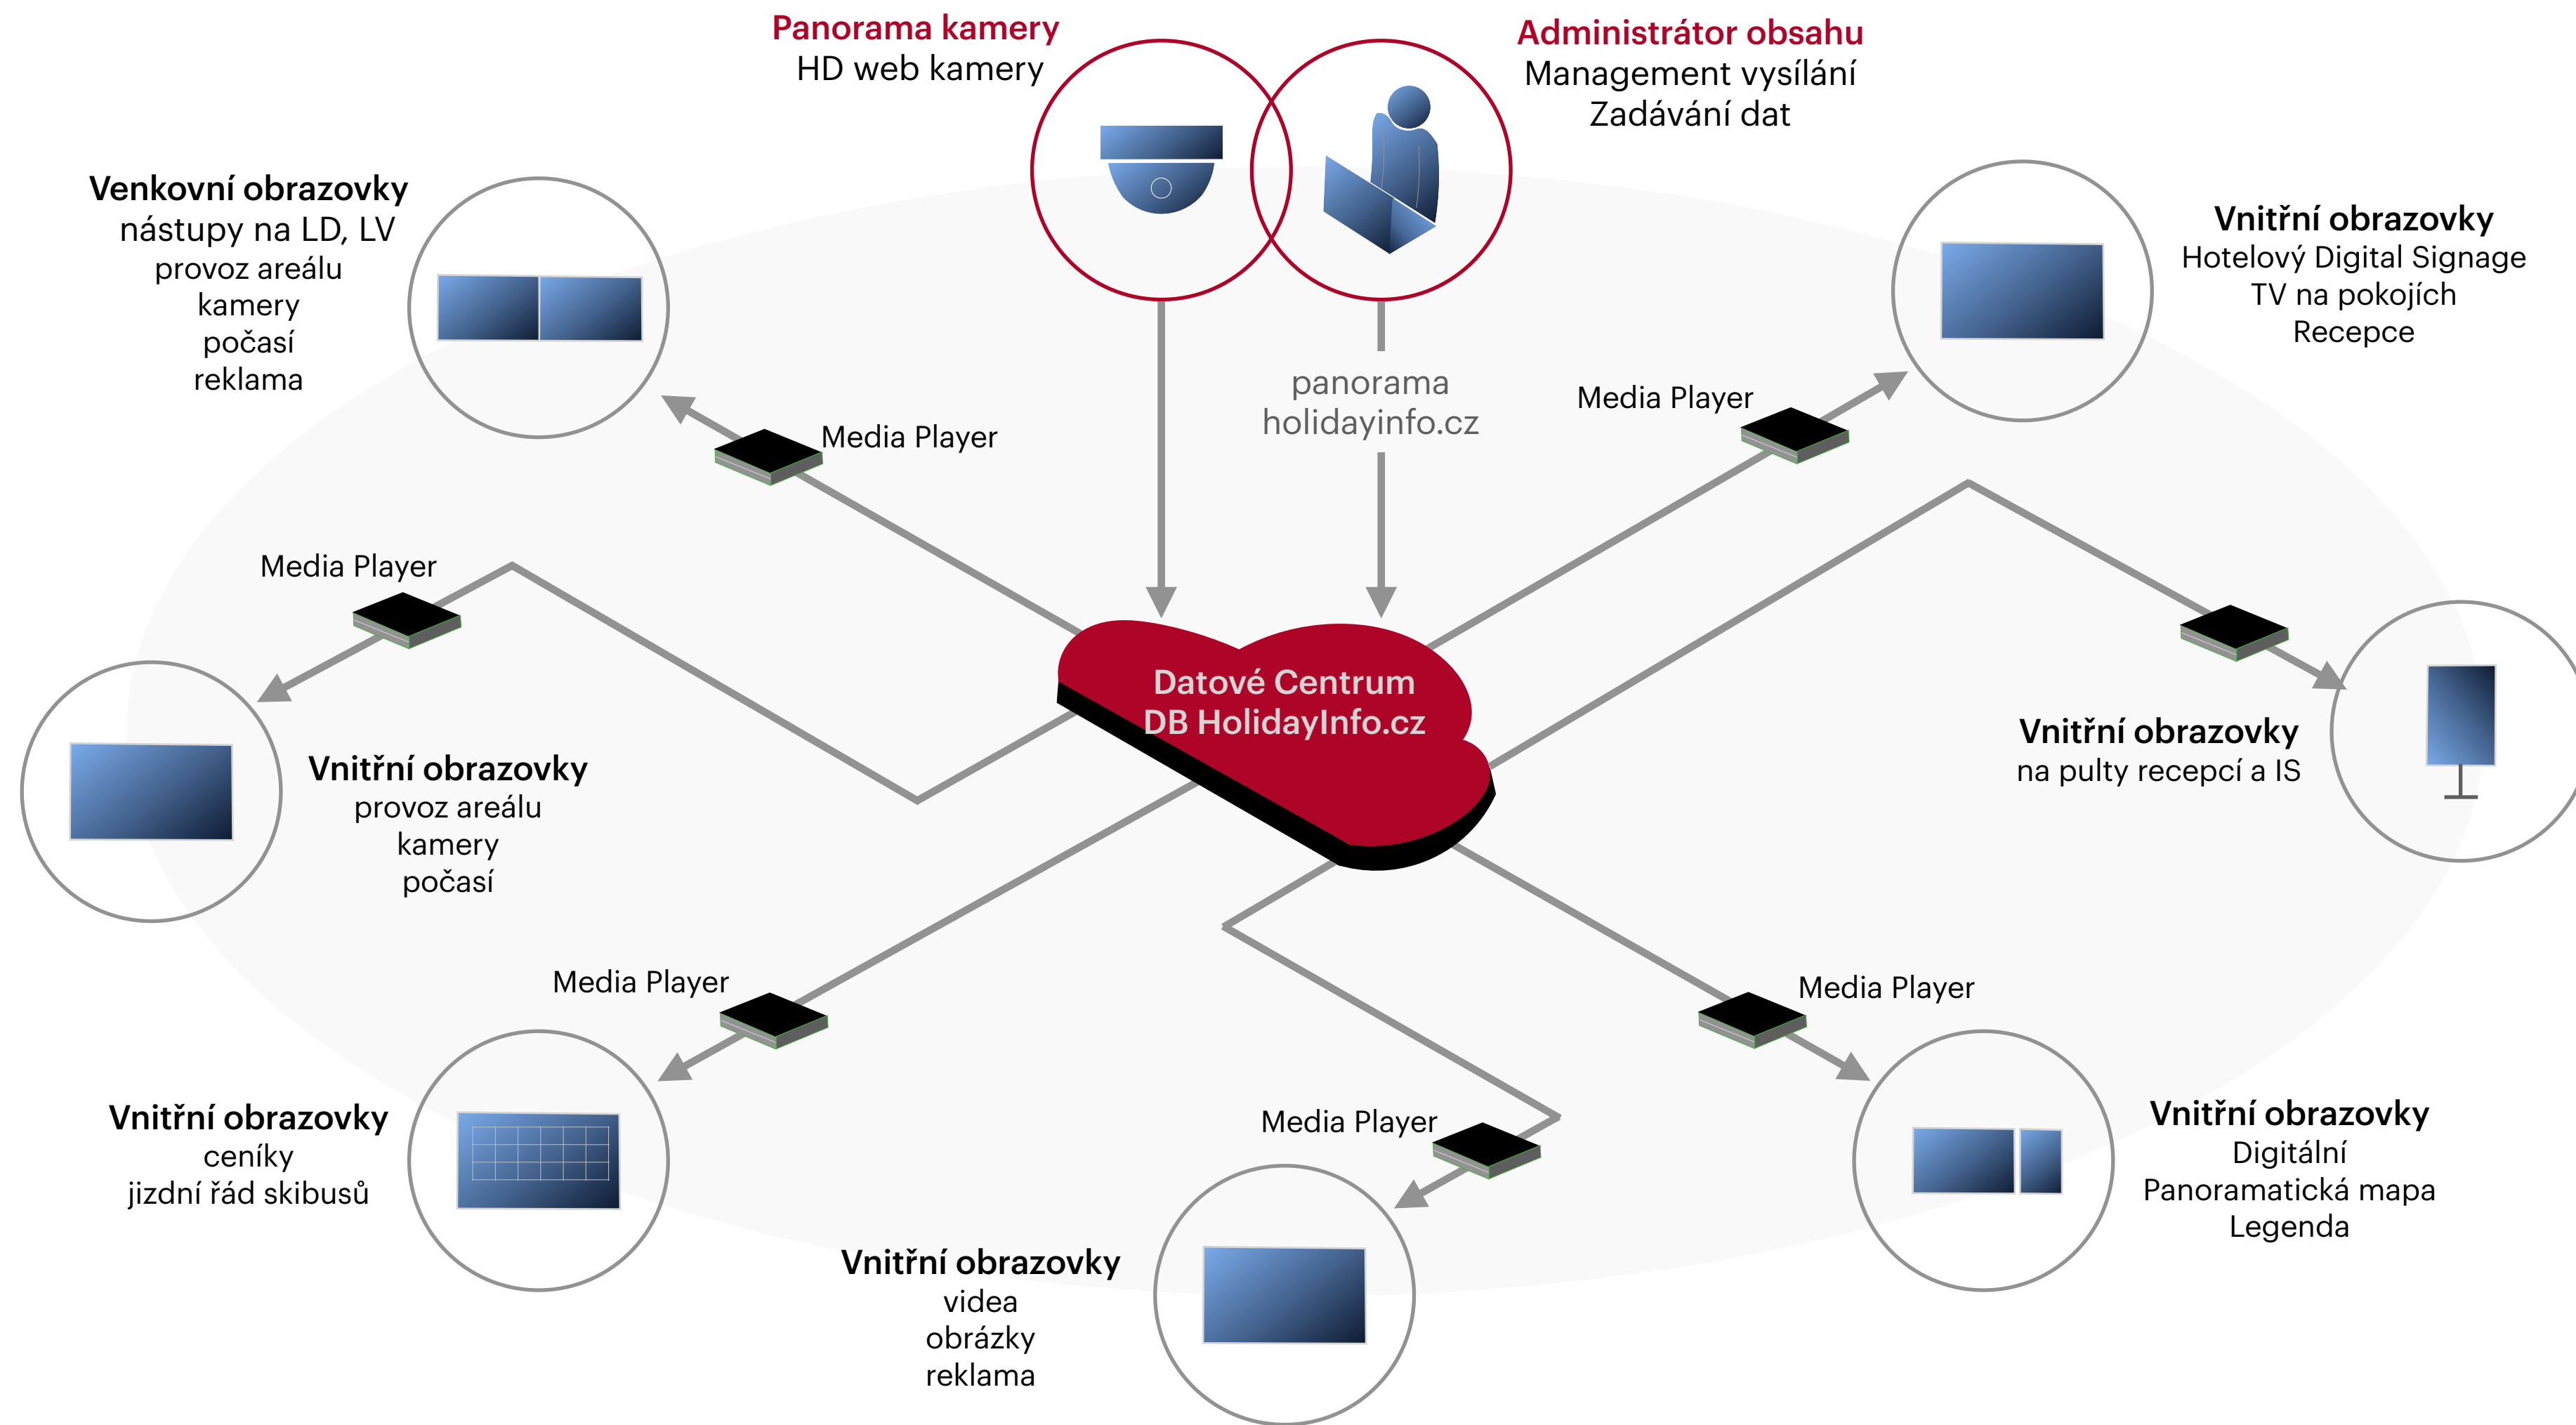 Panorama kamery
HD web kamery
Administrátor obsahu
Management vysílání
Zadávání dat
Venkovní obrazovky
nástupy na LD, LV
provoz areálu
kamery
počasí
reklama
Vnitřní obrazovky
Hotelový Digital Signage
TV na pokojích
Recepce
panorama
holidayinfo.cz
Media Player
Media Player
Media Player
Datové Centrum
DB HolidayInfo.cz
Vnitřní obrazovky
na pulty recepcí a IS
Vnitřní obrazovky
provoz areálu
kamery
počasí
Media Player
Media Player
Media Player
Vnitřní obrazovky
ceníky
jizdní řád skibusů
Vnitřní obrazovky
Digitální
Panoramatická mapa
Legenda
Vnitřní obrazovky
videa
obrázky
reklama